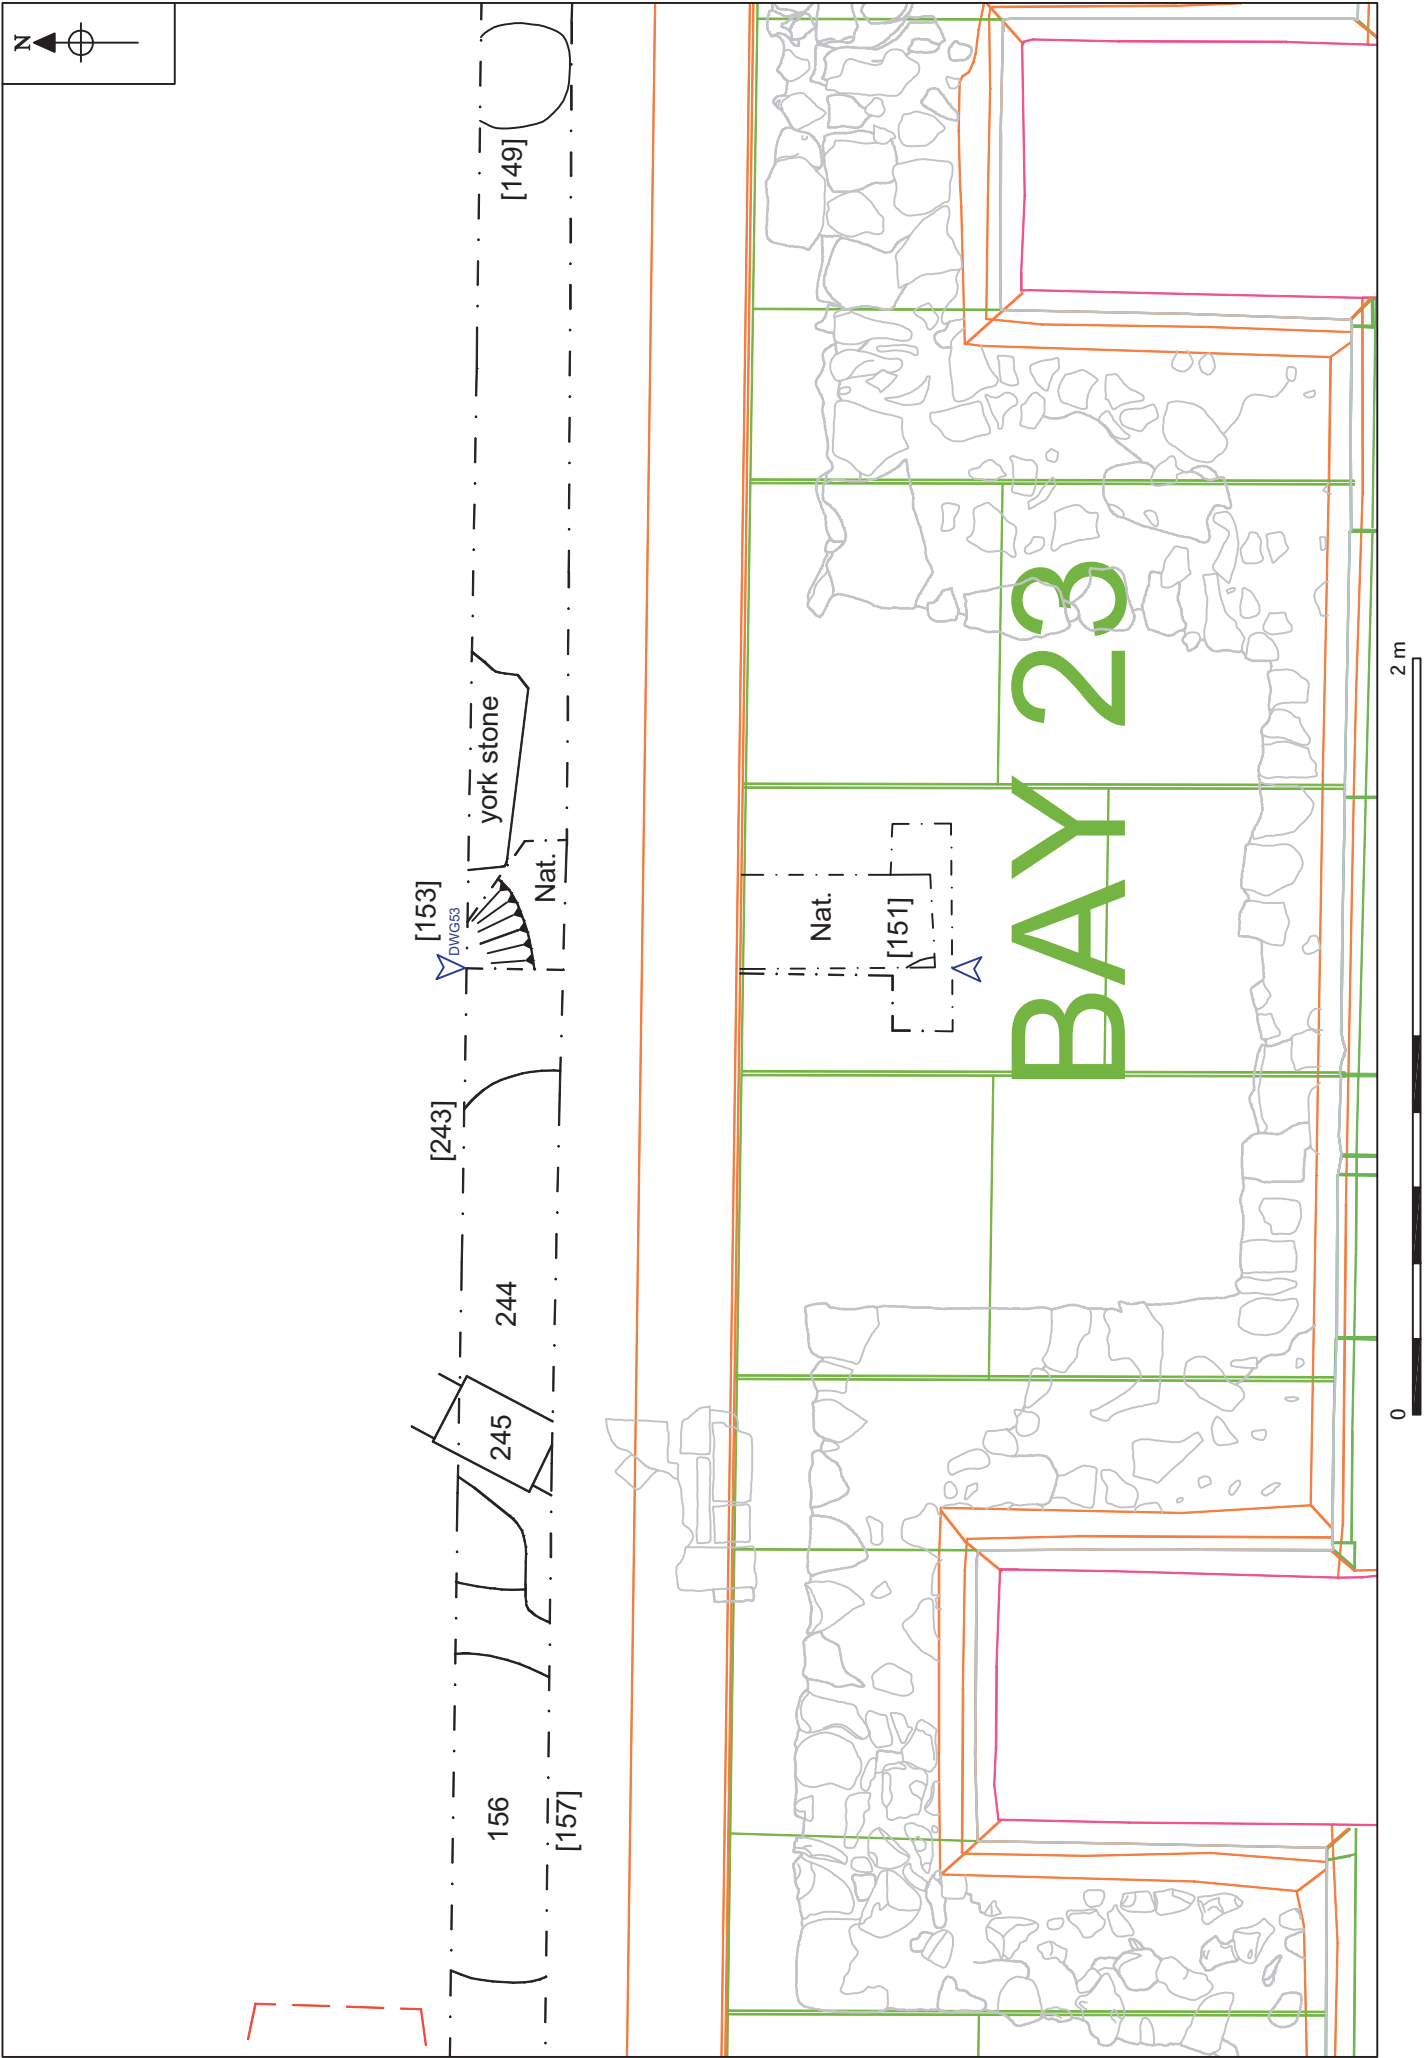 N
[149]
york stone
[153]
DWG53
Nat.
[243]
244
245
156
[157]
Nat.
[151]
BAY 23
0
2 m